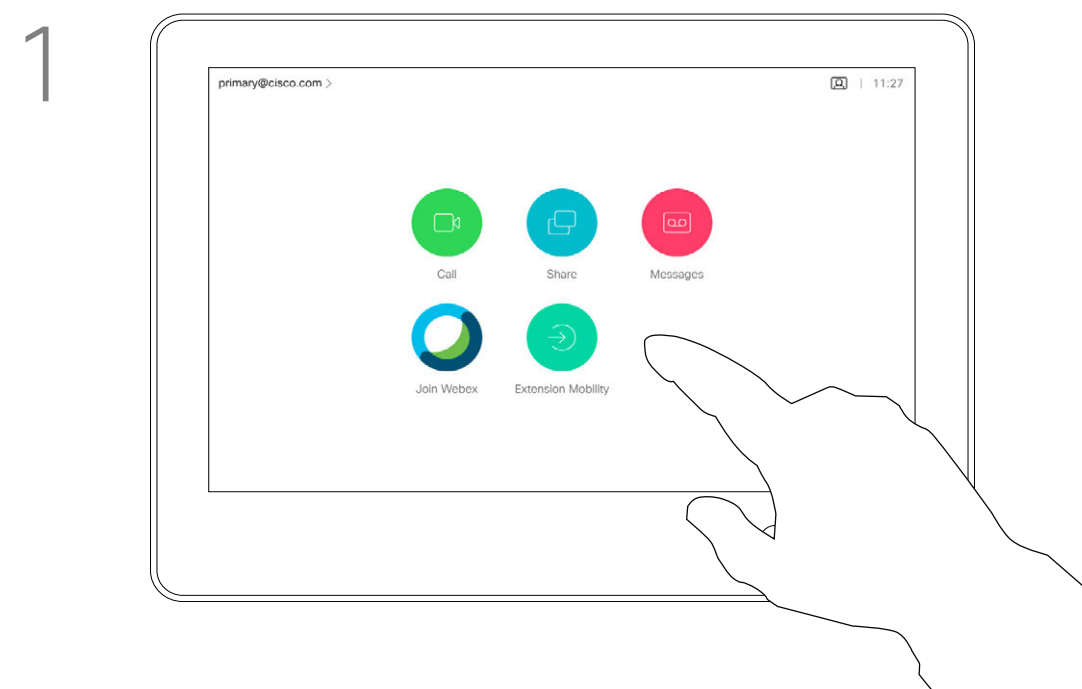 1
primary@cisco.com >
11:27
Call
Share
Messages
Join Webex
Extension Mobility